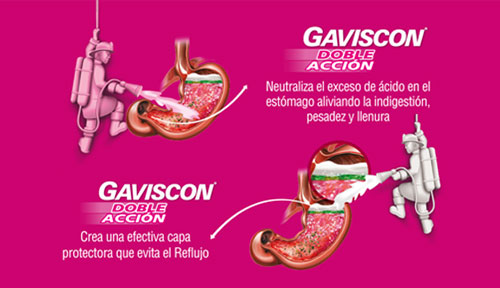 GAVISCON®
DOBLE
ACCIÓN
Neutraliza el exceso de ácido en el
estómago aliviando la indigestión,
pesadez y llenura
GAVISCON®
DOBLE
ACCIÓN
Crea una efectiva capa
protectora que evita el Reflujo